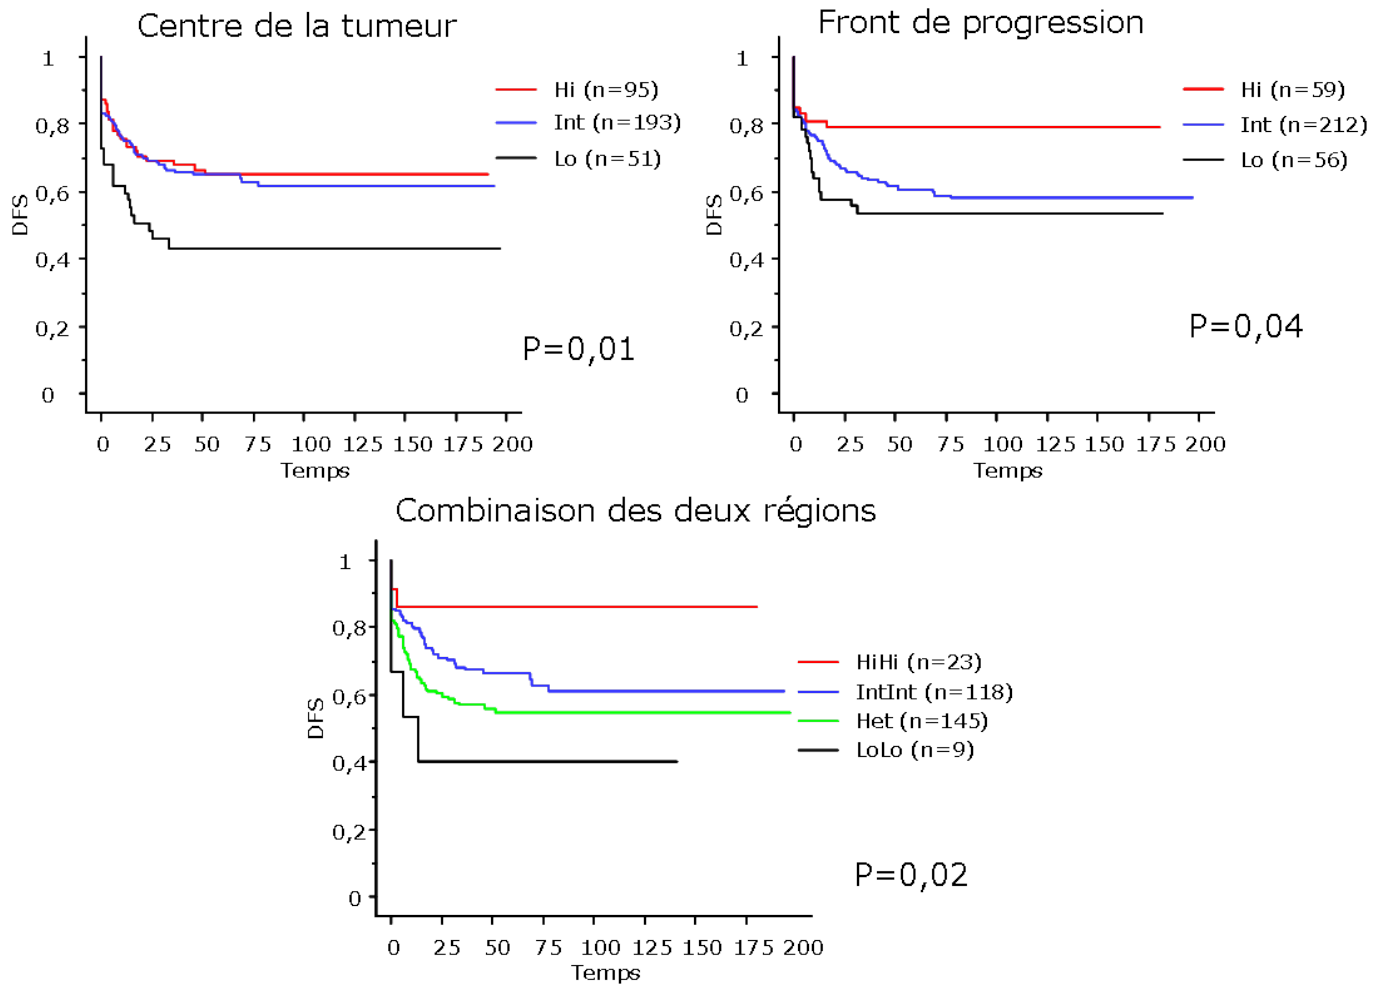 Centre de la tumeur
1
0,8
0,6
0,4
0,2
0
DFS
Hi (n=95)
Int (n=193)
Lo (n=51)
P=0,01
0 25 50 75 100 125 150 175 200
Temps
Front de progression
1
0,8
0,6
0,4
0,2
0
DFS
Hi (n=59)
Int (n=212)
Lo (n=56)
P=0,04
0 25 50 75 100 125 150 175 200
Temps
Combinaison des deux régions
1
0,8
0,6
0,4
0,2
0
DFS
HiHi (n=23)
IntInt (n=118)
Het (n=145)
LoLo (n=9)
P=0,02
0 25 50 75 100 125 150 175 200
Temps